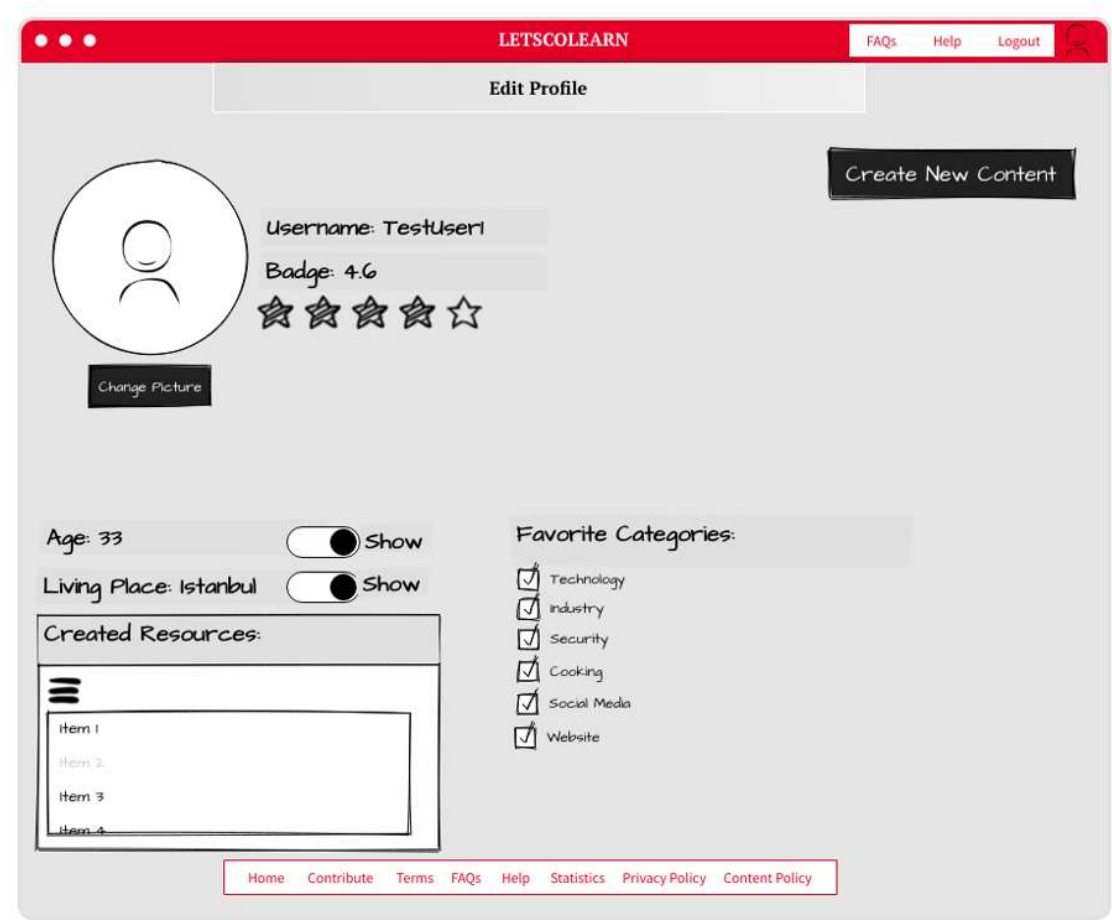 LETSCOLEARN
FAQs Help Logout
Edit Profile
Create New Content
Username: TestUser1
Badge: 4.6
Change Picture
Age: 33 Show
Living Place: Istanbul Show
Created Resources:
Item 1
Item 2
Item 3
Item 4
Favorite Categories:
Technology
Industry
Security
Cooking
Social Media
Website
Home Contribute Terms FAQs Help Statistics Privacy Policy Content Policy